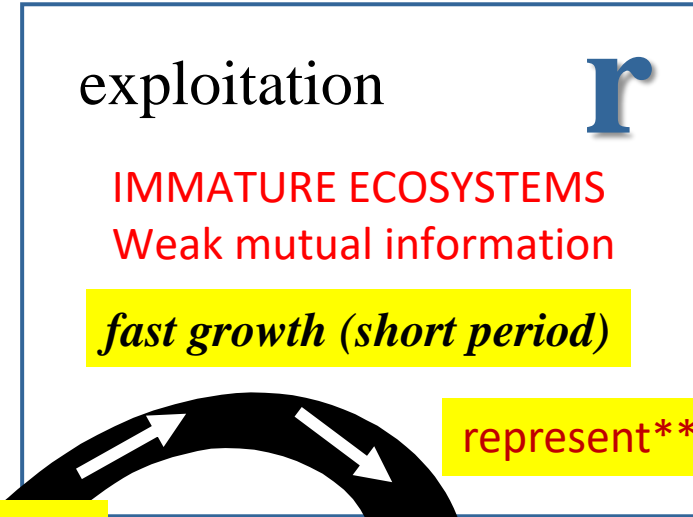 exploitation
r
IMMATURE ECOSYSTEMS
Weak mutual information
fast growth (short period)
represent**